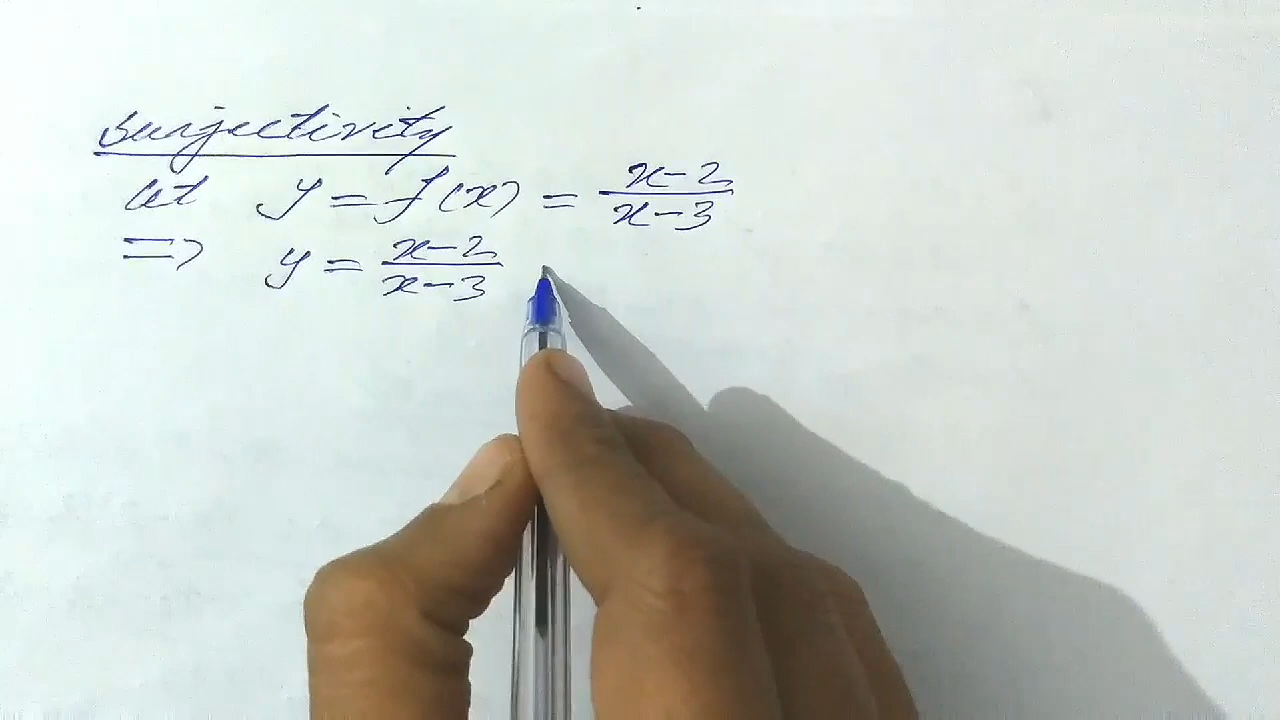 Surjectivity
Let y = f(x) = x-2/x-3
=> y = x-2/x-3